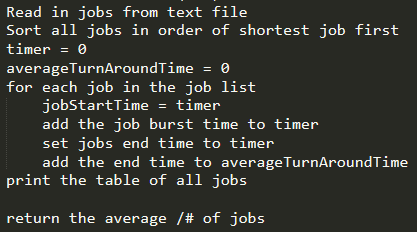 Read in jobs from text file
Sort all jobs in order of shortest job first
timer = 0
averageTurnAroundTime = 0
for each job in the job list
    jobStartTime = timer
    add the job burst time to timer
    set jobs end time to timer
    add the end time to averageTurnAroundTime
print the table of all jobs

return the average /# of jobs